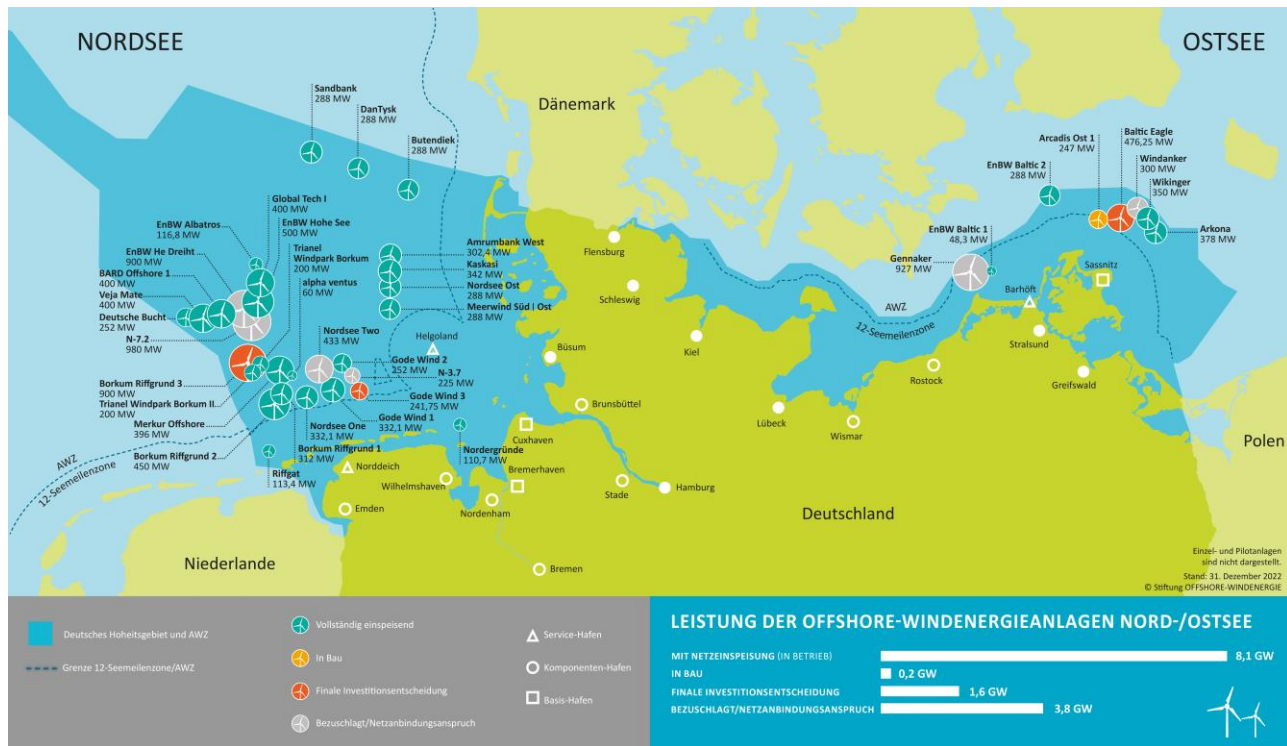 NORDSEE
OSTSEE
Dänemark
Sandbank
288 MW
DanTysk
288 MW
Butendiek
288 MW
Global Tech I
400 MW
EnBW Hohe See
500 MW
EnBW Albatros
116,8 MW
Trianel
Windpark Borkum
200 MW
EnBW He Dreiht
900 MW
BARD Offshore 1
400 MW
alpha ventus
60 MW
Veja Mate
400 MW
Deutsche Bucht
252 MW
N-7.2
980 MW
Nordsee Two
433 MW
Amrumbank West
302,4 MW
Kaskasi
342 MW
Nordsee Ost
288 MW
Meerwind Süd | Ost
288 MW
Helgoland
Gode Wind 2
252 MW
N-3.7
225 MW
Gode Wind 3
241,75 MW
Gode Wind 1
332,1 MW
Borkum Riffgrund 3
900 MW
Trianel Windpark Borkum II
200 MW
Merkur Offshore
396 MW
Borkum Riffgrund 2
450 MW
Nordsee One
332,1 MW
Borkum Riffgrund 1
312 MW
Riffgat
113,4 MW
Nordergründe
110,7 MW
AWZ
12-Seemeilenzone
Arcadis Ost 1
247 MW
Baltic Eagle
476,25 MW
Windanker
300 MW
Wikinger
350 MW
EnBW Baltic 2
288 MW
Arkona
378 MW
EnBW Baltic 1
48,3 MW
Gennaker
927 MW
AWZ
12-Seemeilenzone
Flensburg
Schleswig
Kiel
Büsum
Brunsbüttel
Cuxhaven
Bremerhaven
Norddeich
Wilhelmshaven
Emden
Nordenham
Stade
Hamburg
Bremen
Lübeck
Wismar
Rostock
Barhöft
Sassnitz
Stralsund
Greifswald
Niederlande
Deutschland
Polen
Einzel- und Pilotanlagen
sind nicht dargestellt.
Stand: 31. Dezember 2022
© Stiftung OFFSHORE-WINDENERGIE
Deutsches Hoheitsgebiet und AWZ
Grenze 12-Seemeilenzone/AWZ
Vollständig einspeisend
In Bau
Finale Investitionsentscheidung
Bezuschlagt/Netzanbindungsanspruch
Service-Hafen
Komponenten-Hafen
Basis-Hafen
LEISTUNG DER OFFSHORE-WINDENERGIEANLAGEN NORD-/OSTSEE
MIT NETZEINSPEISUNG (IN BETRIEB) 8,1 GW
IN BAU 0,2 GW
FINALE INVESTITIONSENTSCHEIDUNG 1,6 GW
BEZUSCHLAGT/NETZANBINDUNGSANSPRUCH 3,8 GW